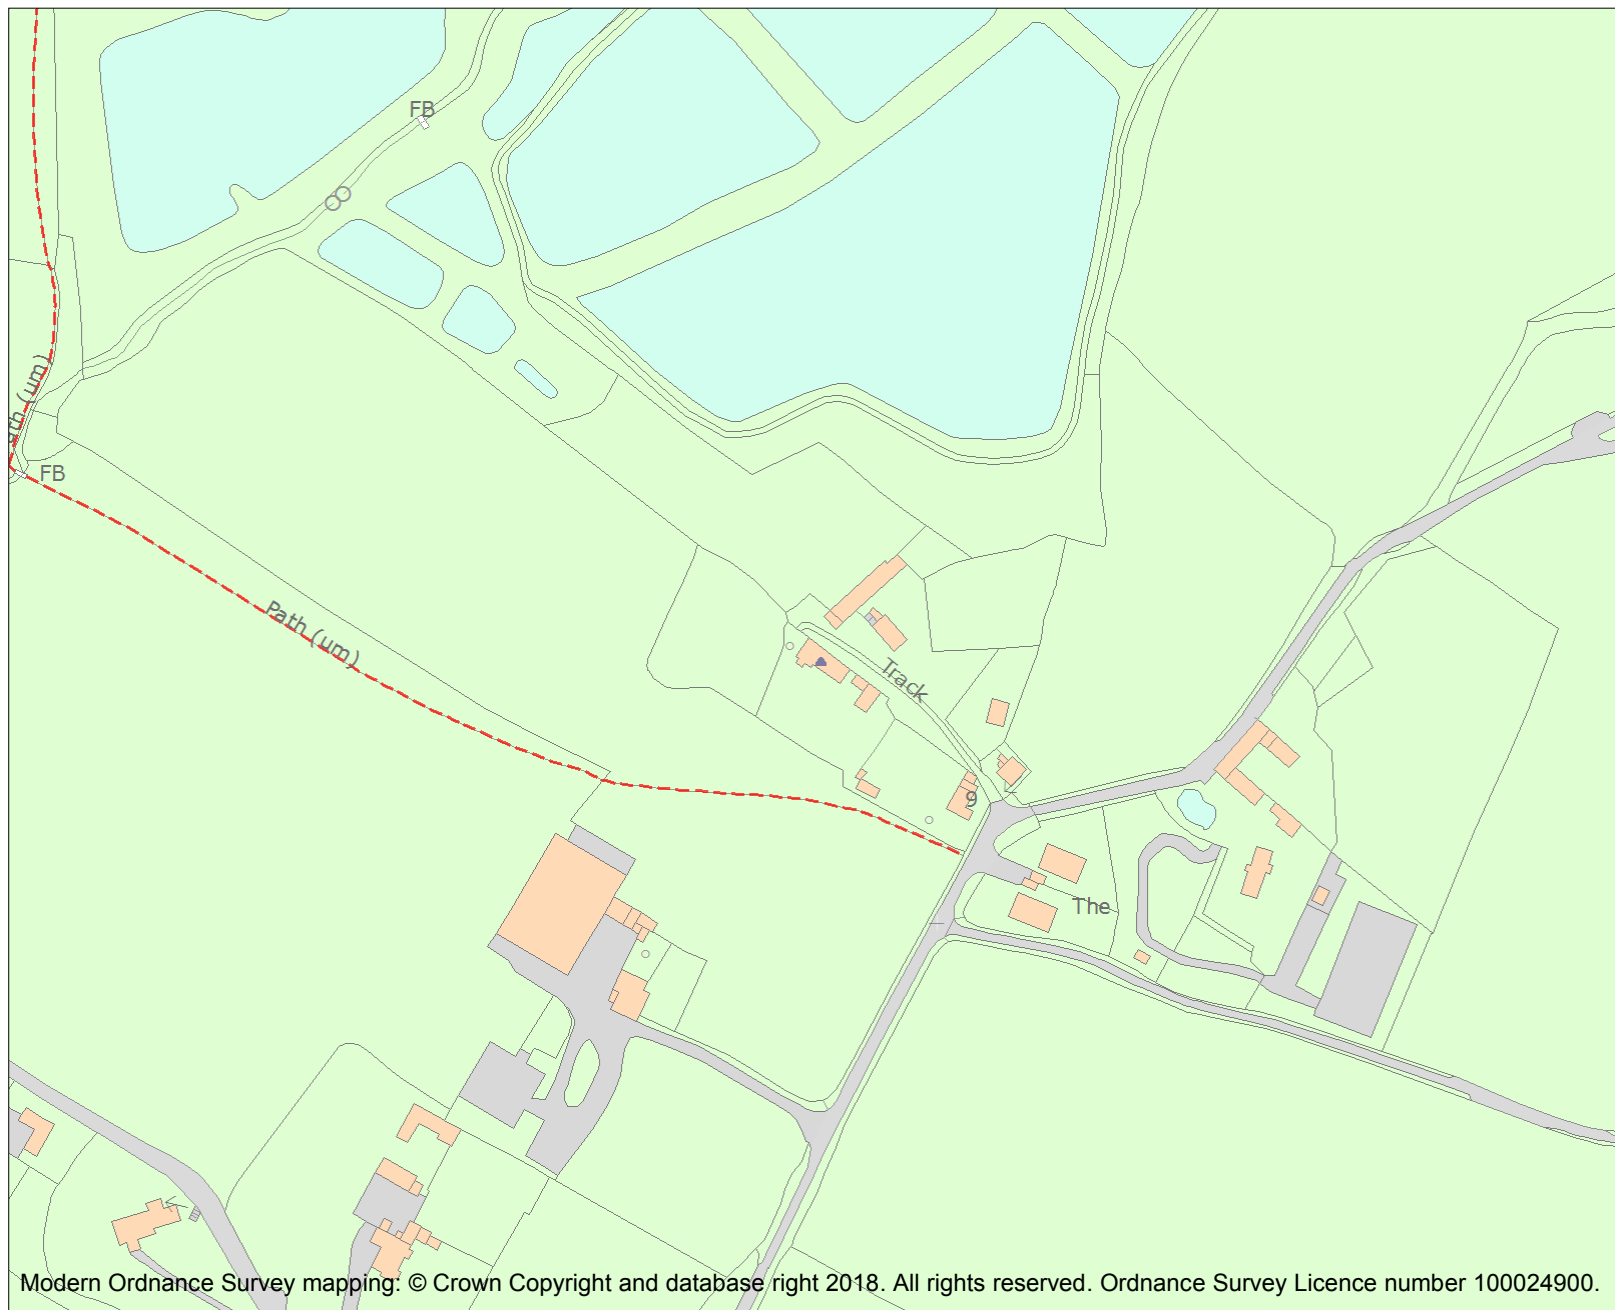 FB
ath (um)
FB
Path (um)
Track
9
The
Modern Ordnance Survey mapping: © Crown Copyright and database right 2018. All rights reserved. Ordnance Survey Licence number 100024900.